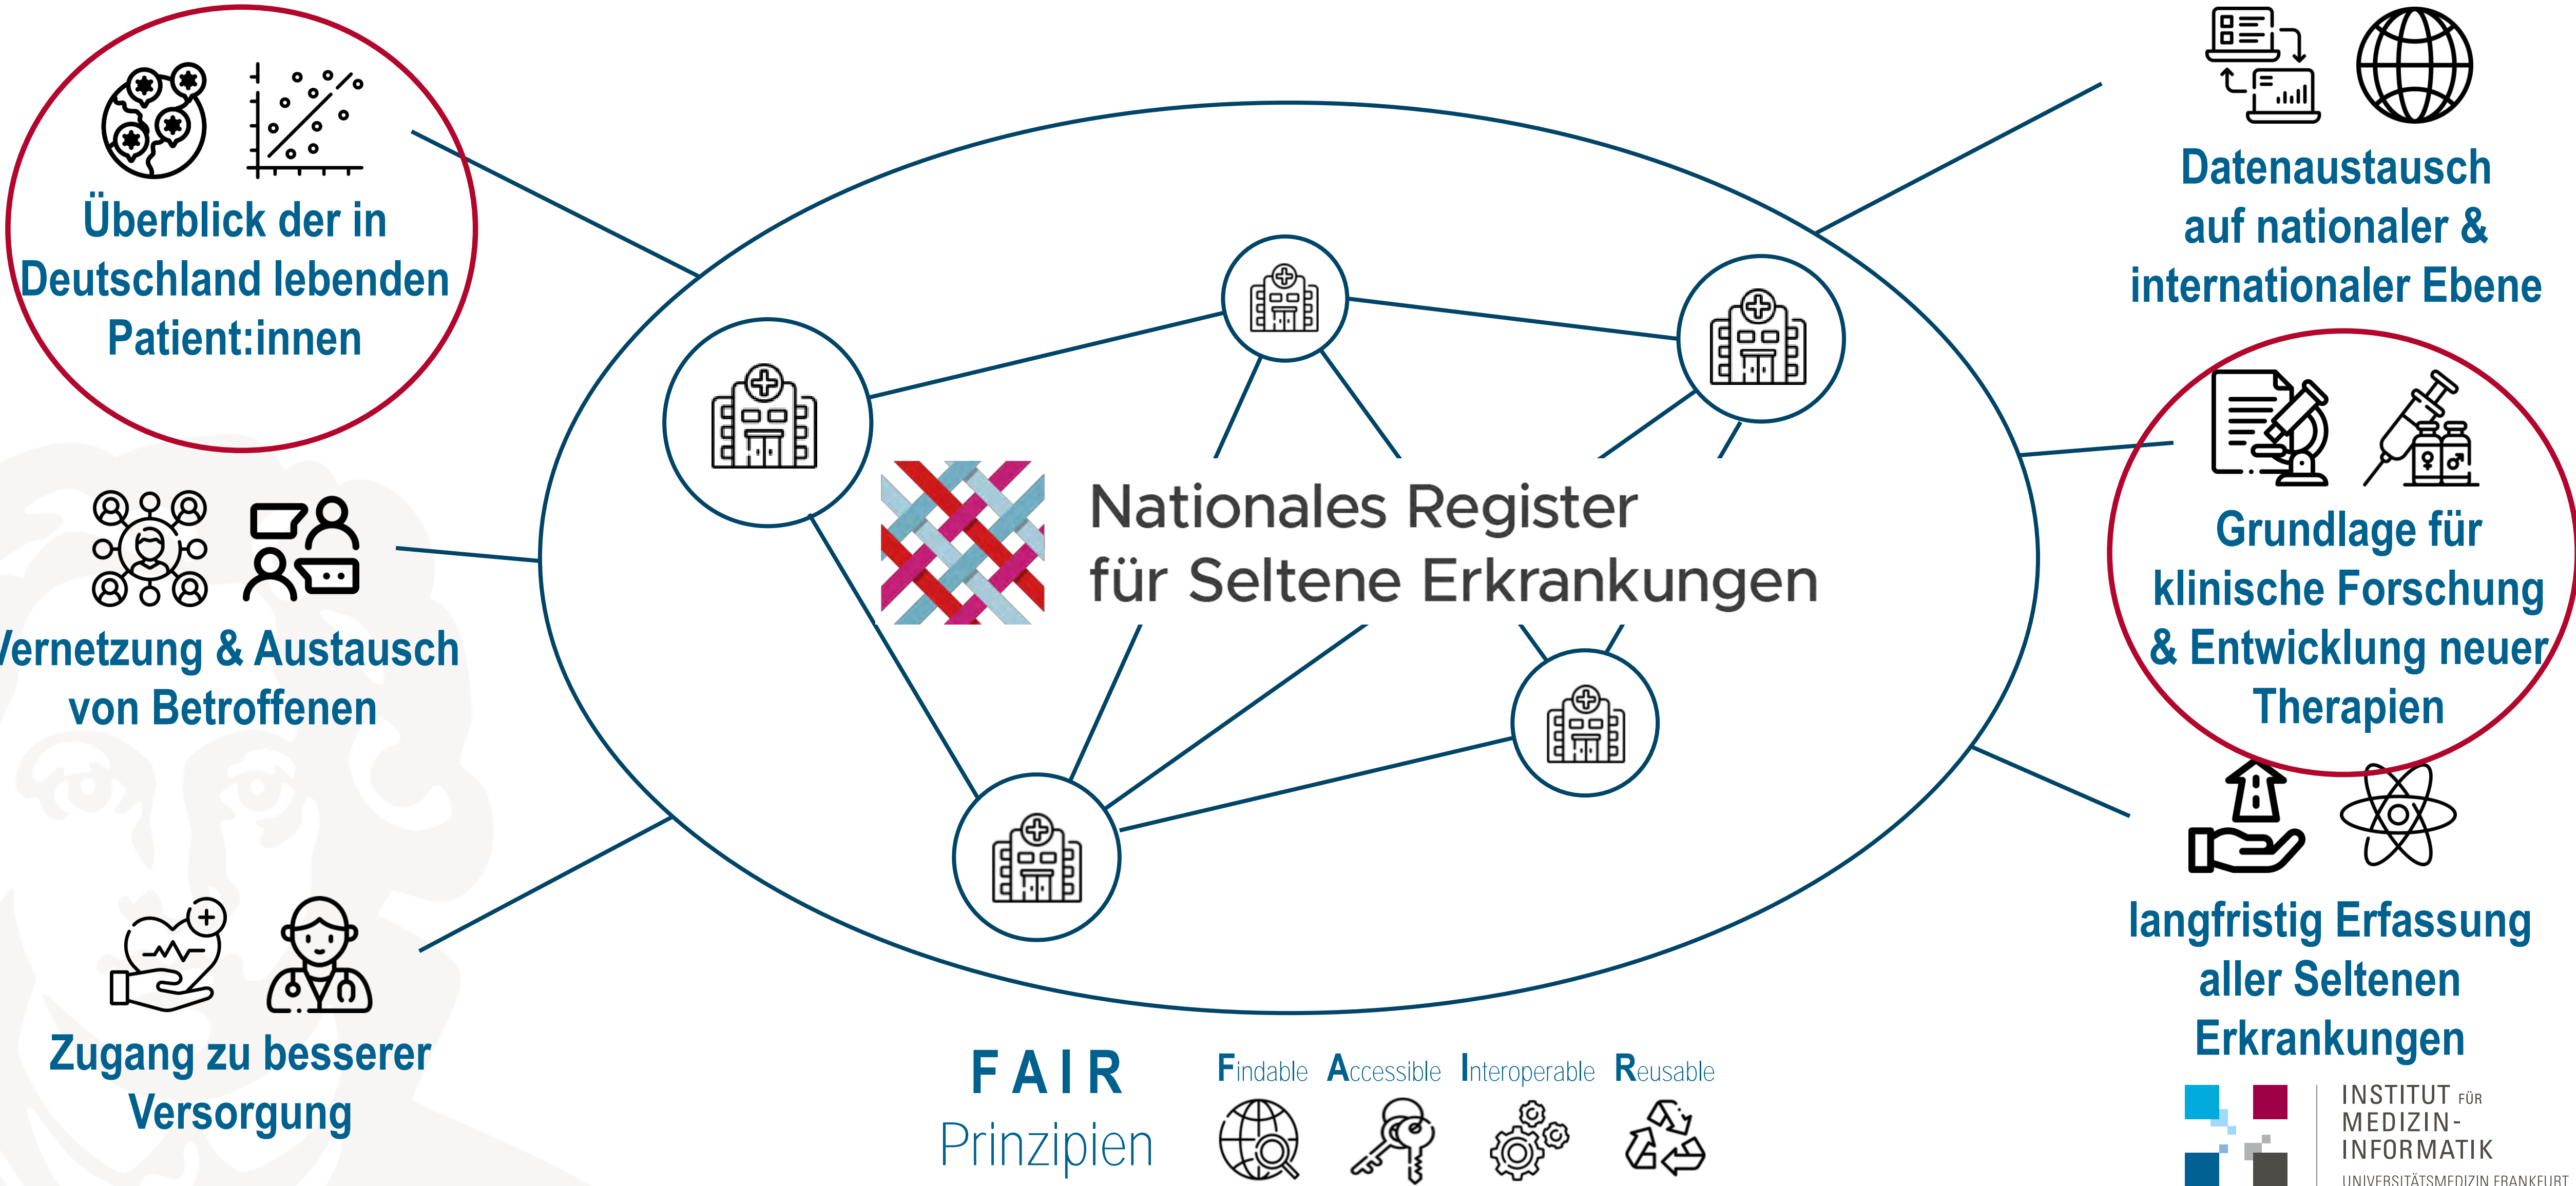 Überblick der in
Deutschland lebenden
Patient:innen
Vernetzung & Austausch
von Betroffenen
Zugang zu besserer
Versorgung
Nationales Register
für Seltene Erkrankungen
FAIR
Prinzipien
Findable Accessible Interoperable Reusable
Datenaustausch
auf nationaler &
internationaler Ebene
Grundlage für
klinische Forschung
& Entwicklung neuer
Therapien
langfristig Erfassung
aller Seltenen
Erkrankungen
INSTITUT FÜR
MEDIZIN-
INFORMATIK
UNIVERSITÄTSMEDIZIN FRANKFURT